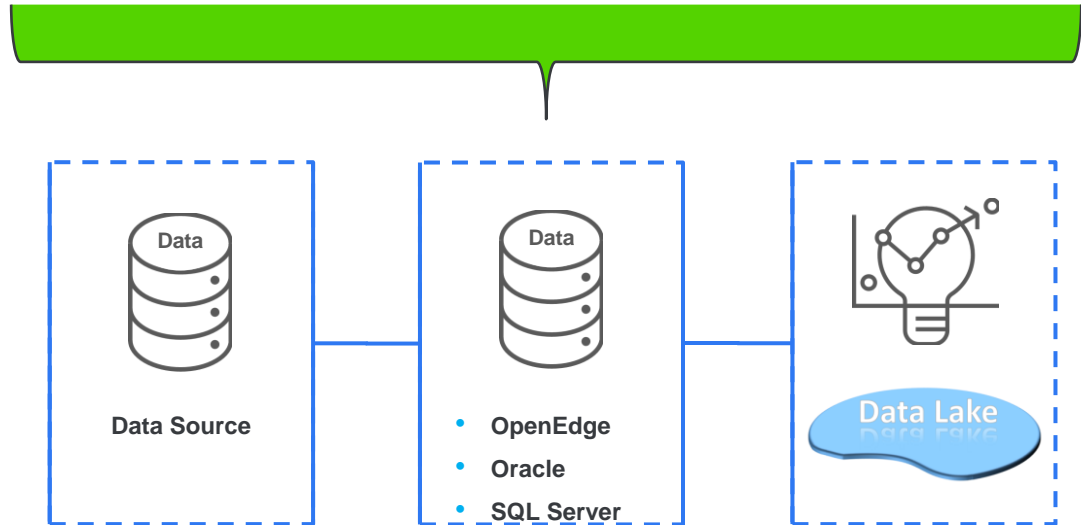 Data
Data Source
Data
• OpenEdge
• Oracle
• SQL Server
Data Lake